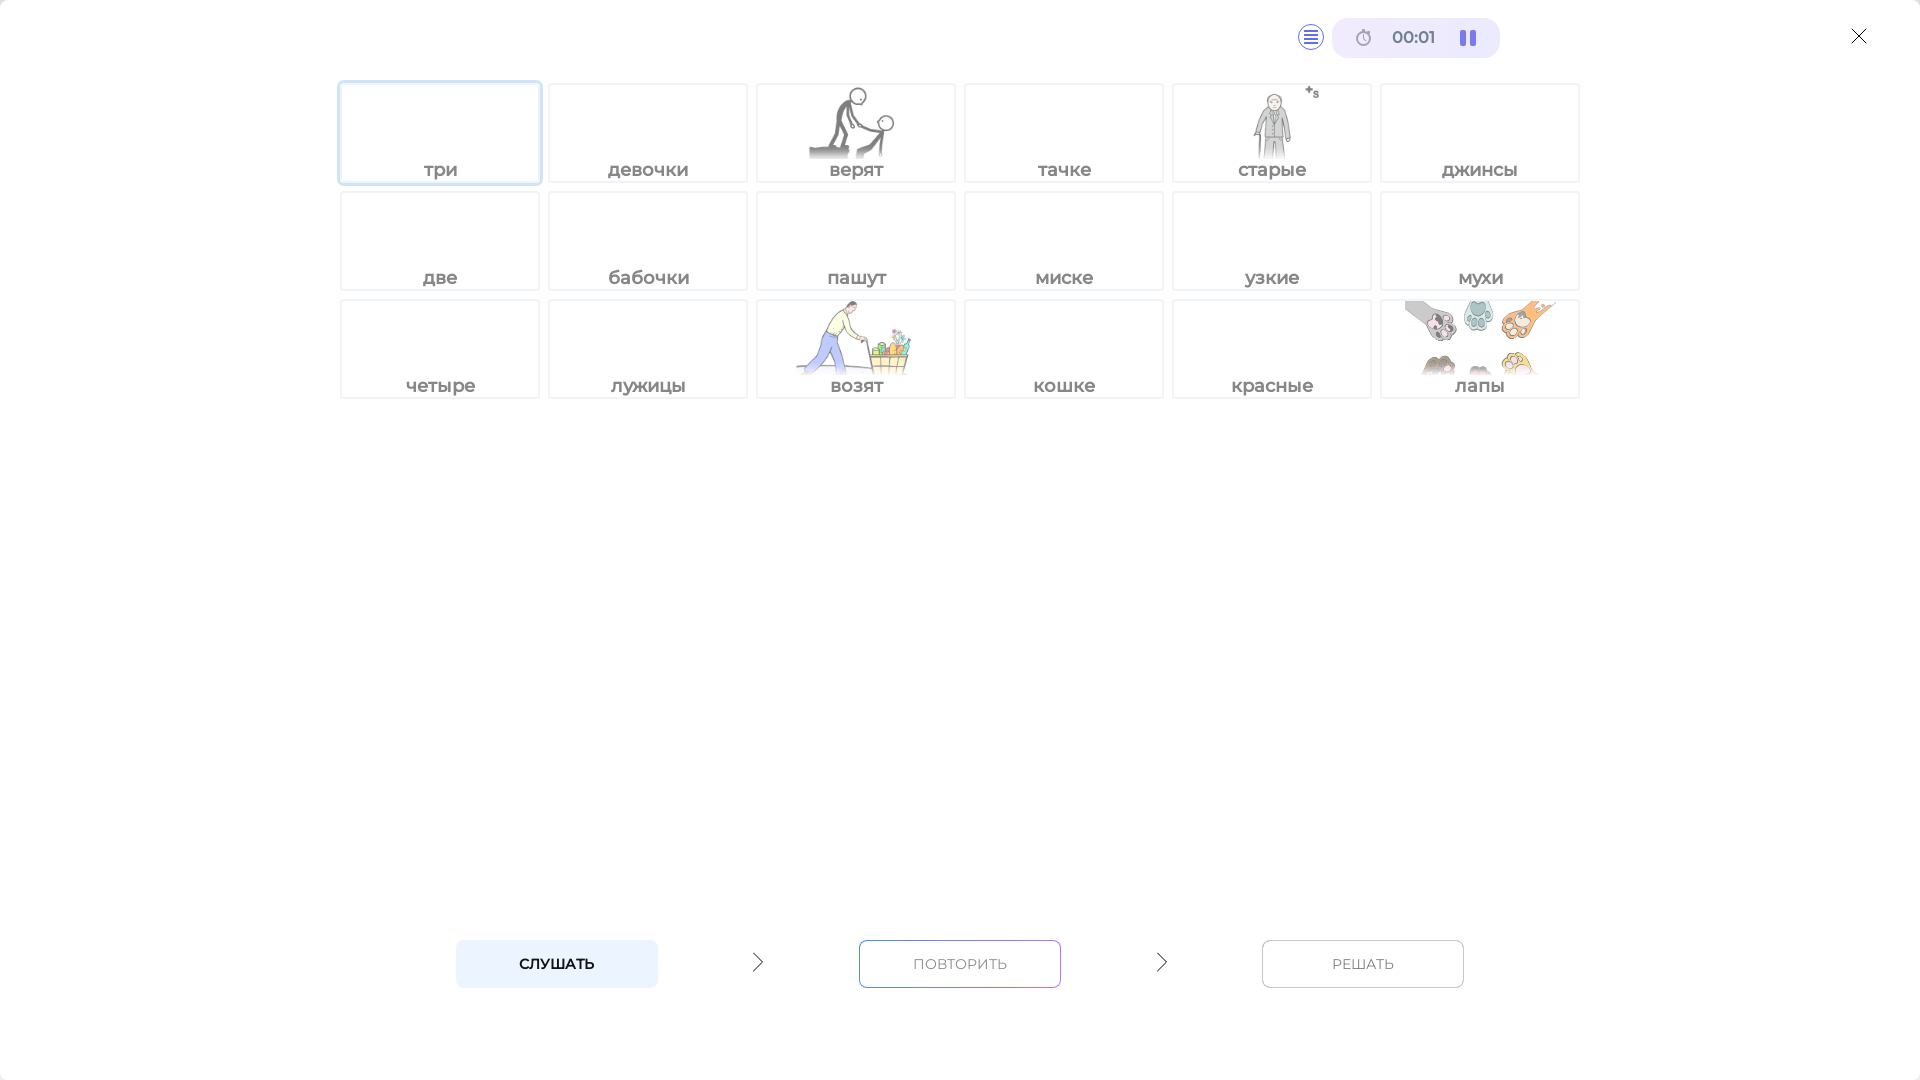 00:01
+s
три девочки верят тачке старые джинсы
две бабочки пашут миске узкие мухи
четыре лужицы возят кошке красные лапы
СЛУШАТЬ ПОВТОРИТЬ РЕШАТЬ